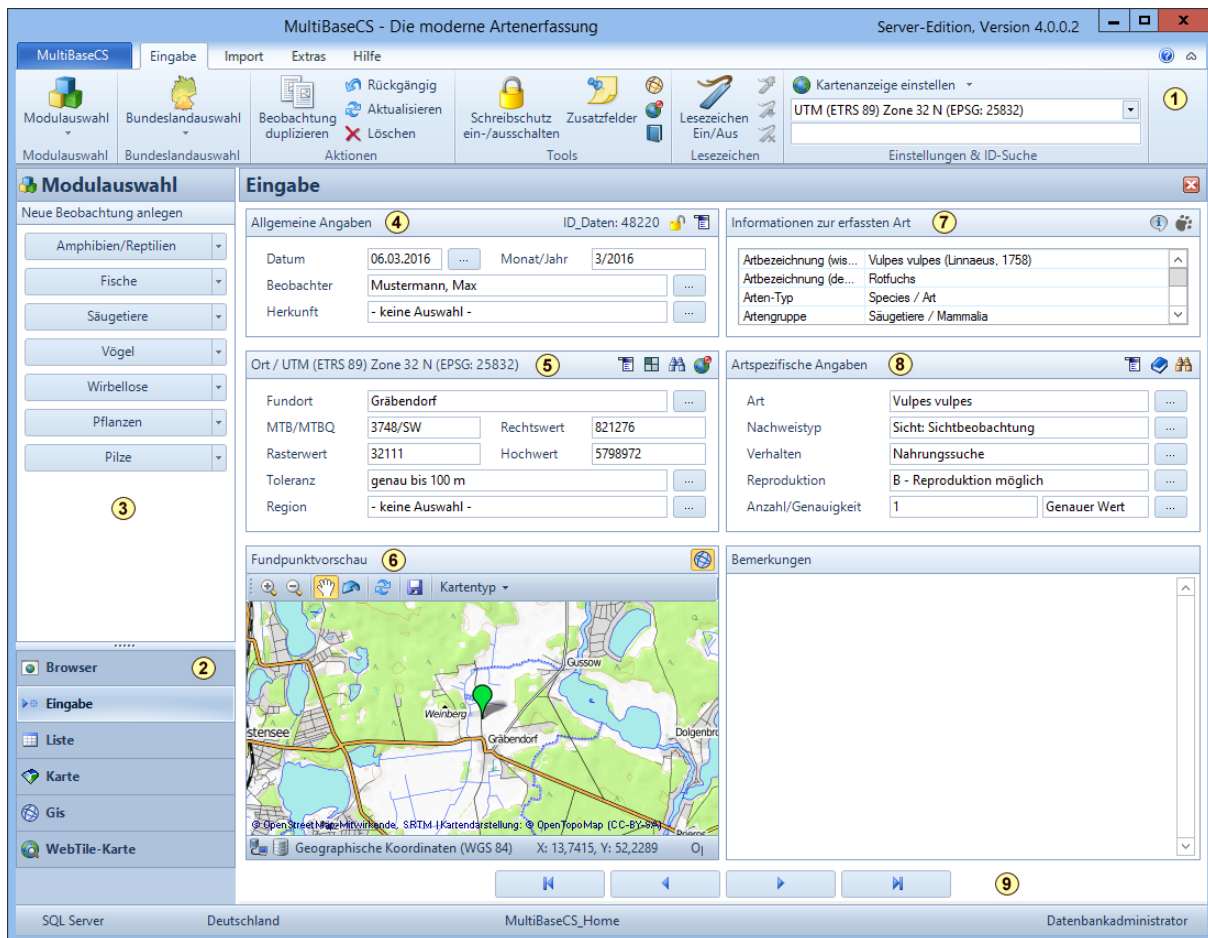 MultiBaseCS - Die moderne Artenerfassung Server-Edition, Version 4.0.0.2
MultiBaseCS Eingabe Import Extras Hilfe
Modulauswahl
Bundeslandauswahl
Beobachtung duplizieren
Rückgängig
Aktualisieren
Löschen
Schreibschutz ein-/ausschalten
Zusatzfelder
Lesezeichen Ein/Aus
Kartenanzeige einstellen
UTM (ETRS 89) Zone 32 N (EPSG: 25832)
1
Modulauswahl Bundeslandauswahl Aktionen Tools Lesezeichen Einstellungen & ID-Suche
Modulauswahl
Neue Beobachtung anlegen
Amphibien/Reptilien
Fische
Säugetiere
Vögel
Wirbellose
Pflanzen
Pilze
3
Browser 2
Eingabe
Liste
Karte
Gis
WebTile-Karte
Eingabe
Allgemeine Angaben 4 ID_Daten: 48220
Datum 06.03.2016 ... Monat/Jahr 3/2016
Beobachter Mustermann, Max ...
Herkunft - keine Auswahl - ...
Informationen zur erfassten Art 7
Artbezeichnung (wis... Vulpes vulpes (Linnaeus, 1758)
Artbezeichnung (de... Rotfuchs
Arten-Typ Species / Art
Artengruppe Säugetiere / Mammalia
Ort / UTM (ETRS 89) Zone 32 N (EPSG: 25832) 5
Fundort Gräbendorf ...
MTB/MTBQ 3748/SW Rechtswert 821276
Rasterwert 32111 Hochwert 5798972
Toleranz genau bis 100 m ...
Region - keine Auswahl - ...
Artspezifische Angaben 8
Art Vulpes vulpes ...
Nachweistyp Sicht: Sichtbeobachtung ...
Verhalten Nahrungssuche ...
Reproduktion B - Reproduktion möglich ...
Anzahl/Genauigkeit 1 Genauer Wert ...
Fundpunktvorschau 6
Kartentyp
Gussow
Weinberg
Gräbendorf
stensee
Dolgenbro
© OpenStreetMap-Mitwirkende, SRTM | Kartendarstellung: © OpenTopoMap (CC-BY-SA)
Geographische Koordinaten (WGS 84) X: 13,7415, Y: 52,2289
Bemerkungen
9
SQL Server Deutschland MultiBaseCS_Home Datenbankadministrator